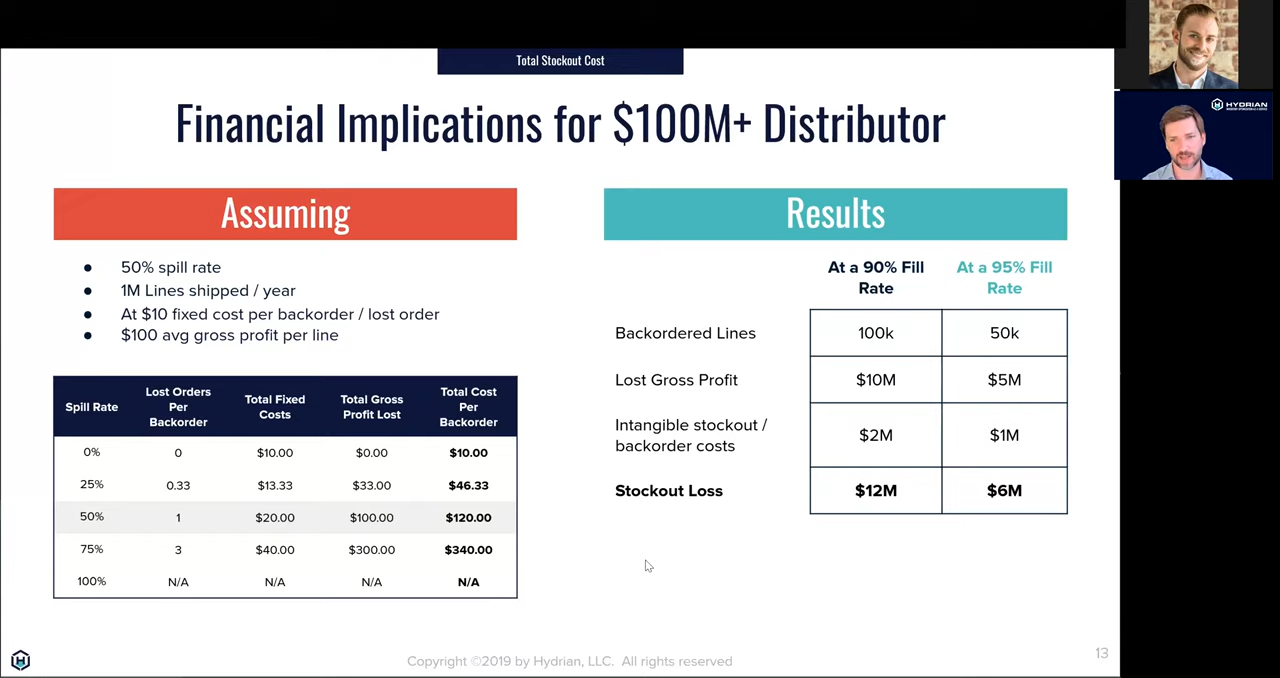 Total Stockout Cost
Financial Implications for $100M+ Distributor
Assuming
● 50% spill rate
● 1M Lines shipped / year
● At $10 fixed cost per backorder / lost order
● $100 avg gross profit per line
Spill Rate Lost Orders Per Backorder Total Fixed Costs Total Gross Profit Lost Total Cost Per Backorder
0% 0 $10.00 $0.00 $10.00
25% 0.33 $13.33 $33.00 $46.33
50% 1 $20.00 $100.00 $120.00
75% 3 $40.00 $300.00 $340.00
100% N/A N/A N/A N/A
Results
At a 90% Fill Rate At a 95% Fill Rate
Backordered Lines 100k 50k
Lost Gross Profit $10M $5M
Intangible stockout / backorder costs $2M $1M
Stockout Loss $12M $6M
Copyright ©2019 by Hydrian, LLC. All rights reserved
13
HYDRIAN